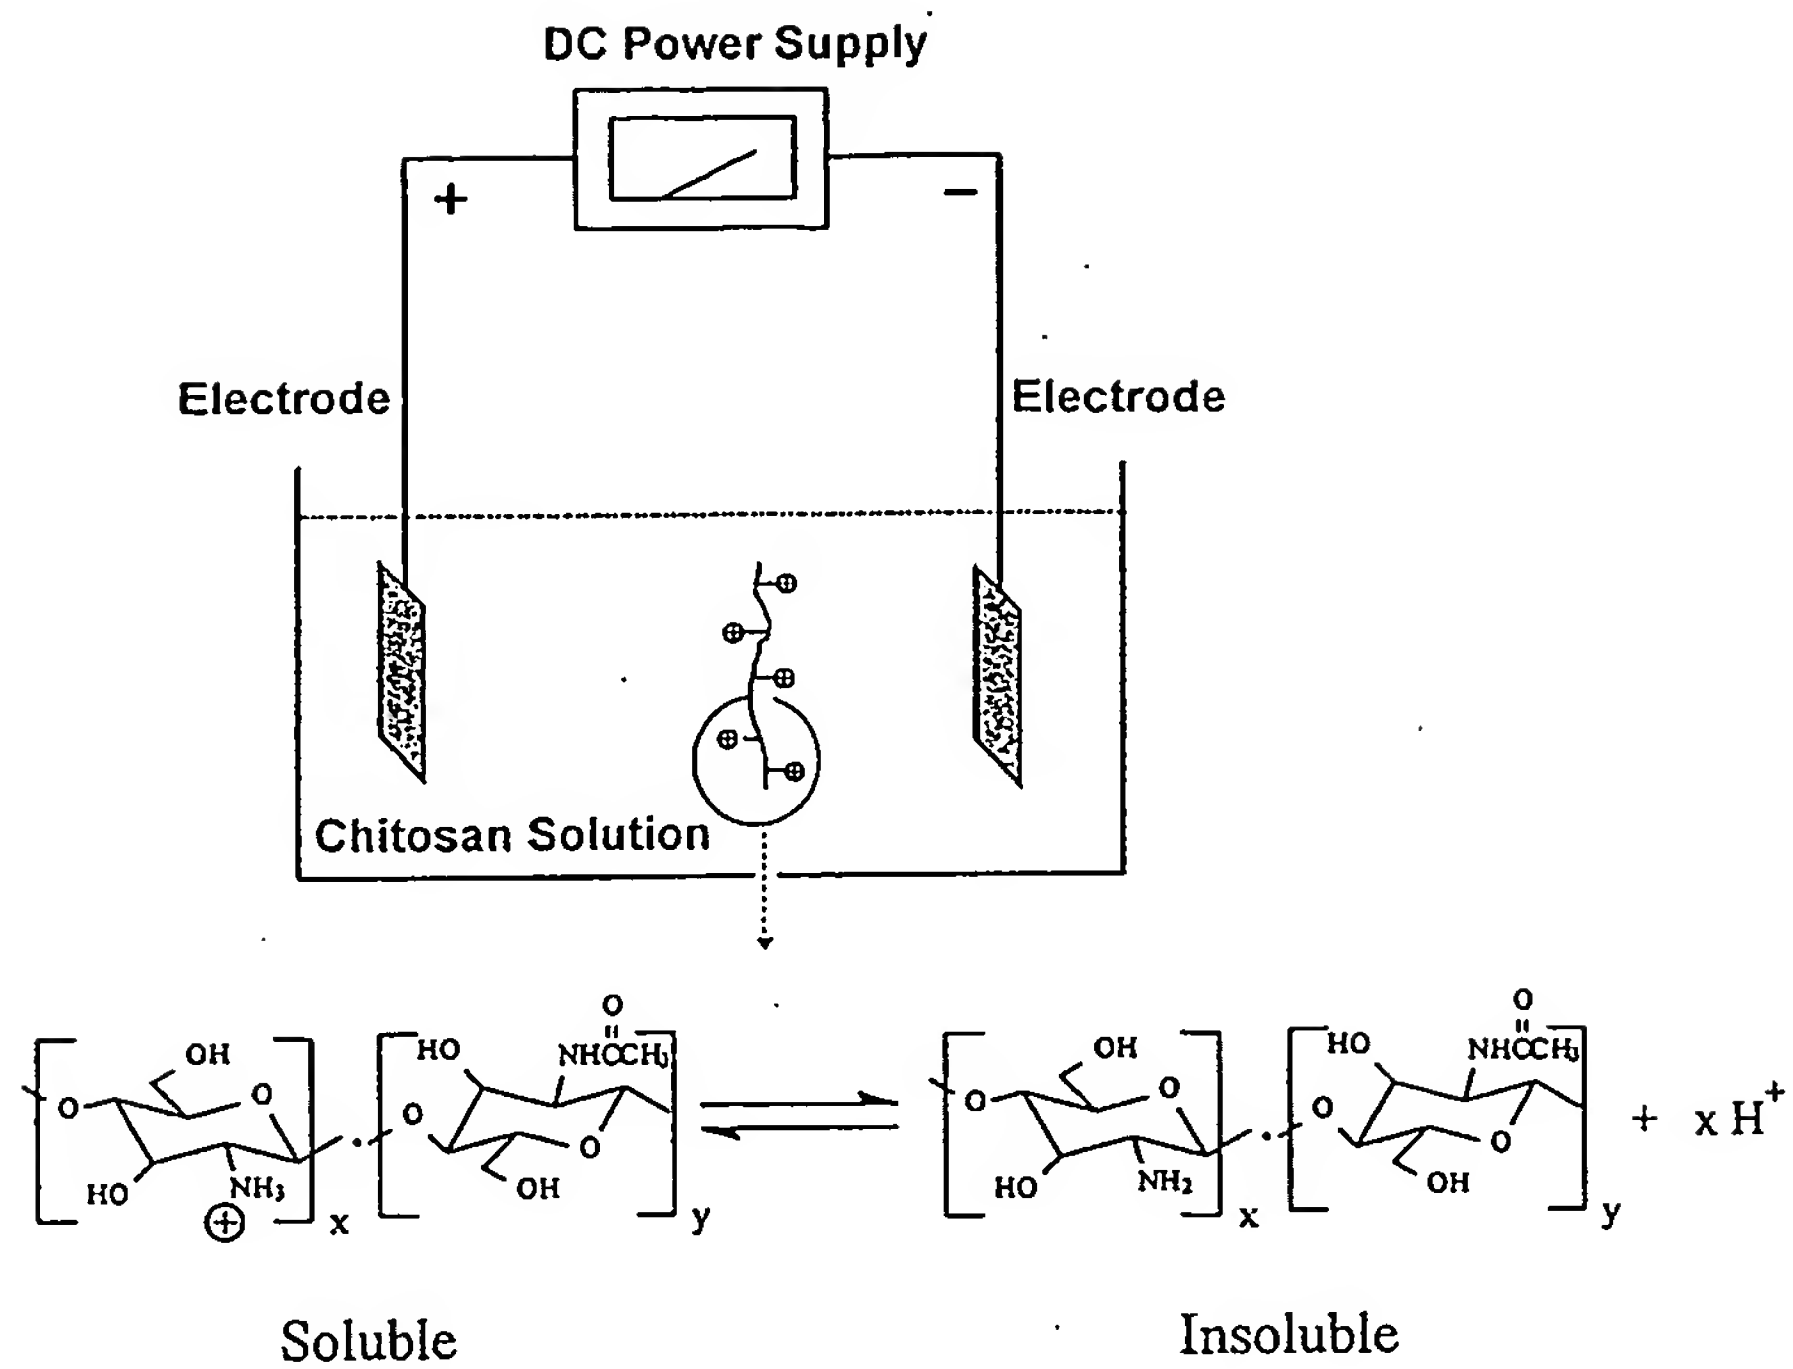 DC Power Supply
+ −
Electrode Electrode
⊕
⊕
⊕
⊕
⊕
Chitosan Solution
O O
OH HO NHCCH₃ OH HO NHCCH₃
O O O O O O + x H⁺
HO NH₃ O OH HO NH₂ O OH
⊕ x y x y
Soluble Insoluble